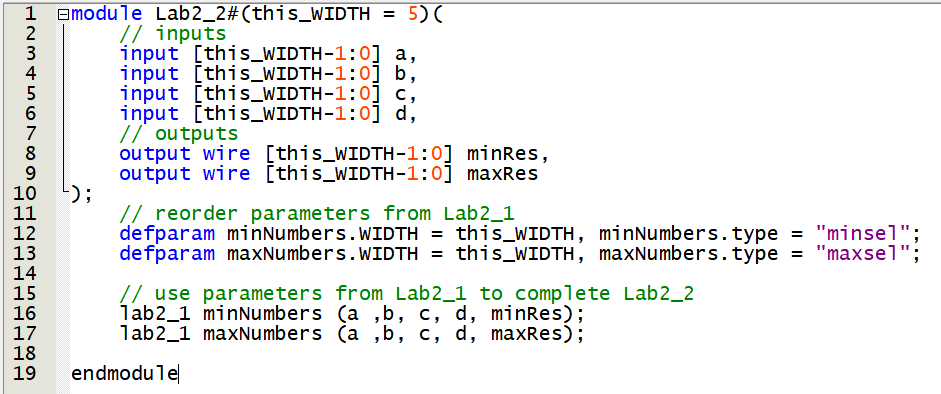 1 module Lab2_2#(this_WIDTH = 5)(
2 // inputs
3 input [this_WIDTH-1:0] a,
4 input [this_WIDTH-1:0] b,
5 input [this_WIDTH-1:0] c,
6 input [this_WIDTH-1:0] d,
7 // outputs
8 output wire [this_WIDTH-1:0] minRes,
9 output wire [this_WIDTH-1:0] maxRes
10 );
11 // reorder parameters from Lab2_1
12 defparam minNumbers.WIDTH = this_WIDTH, minNumbers.type = "minsel";
13 defparam maxNumbers.WIDTH = this_WIDTH, maxNumbers.type = "maxsel";
14
15 // use parameters from Lab2_1 to complete Lab2_2
16 lab2_1 minNumbers (a ,b, c, d, minRes);
17 lab2_1 maxNumbers (a ,b, c, d, maxRes);
18
19 endmodule